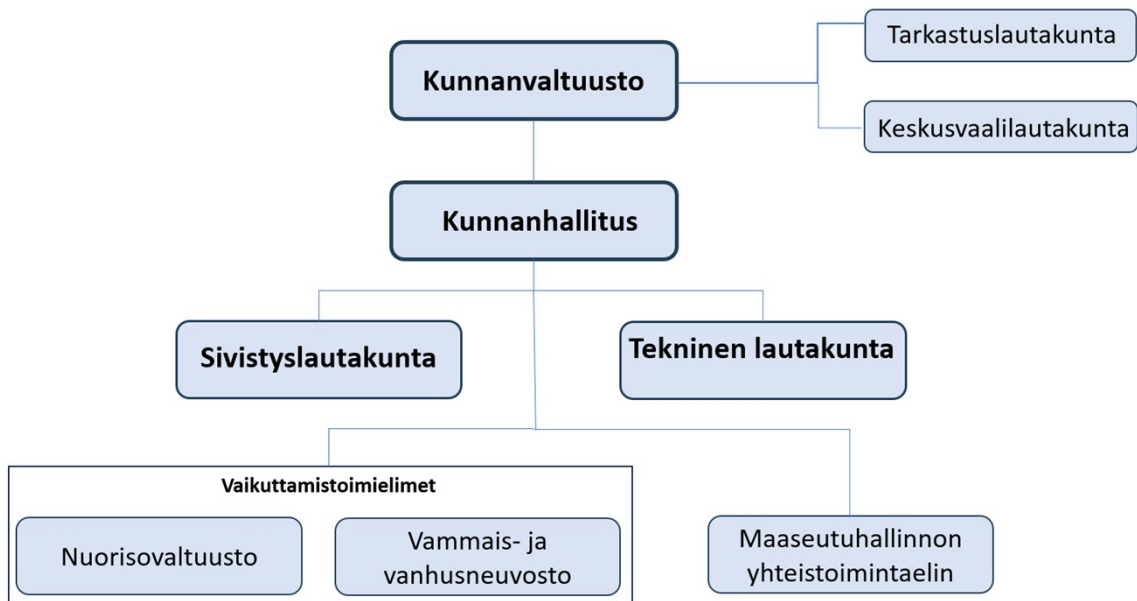 Tarkastuslautakunta
Kunnanvaltuusto
Keskusvaalilautakunta
Kunnanhallitus
Sivistyslautakunta
Tekninen lautakunta
Vaikuttamistoimielimet
Nuorisovaltuusto
Vammais- ja
vanhusneuvosto
Maaseutuhallinnon
yhteistoimintaelin